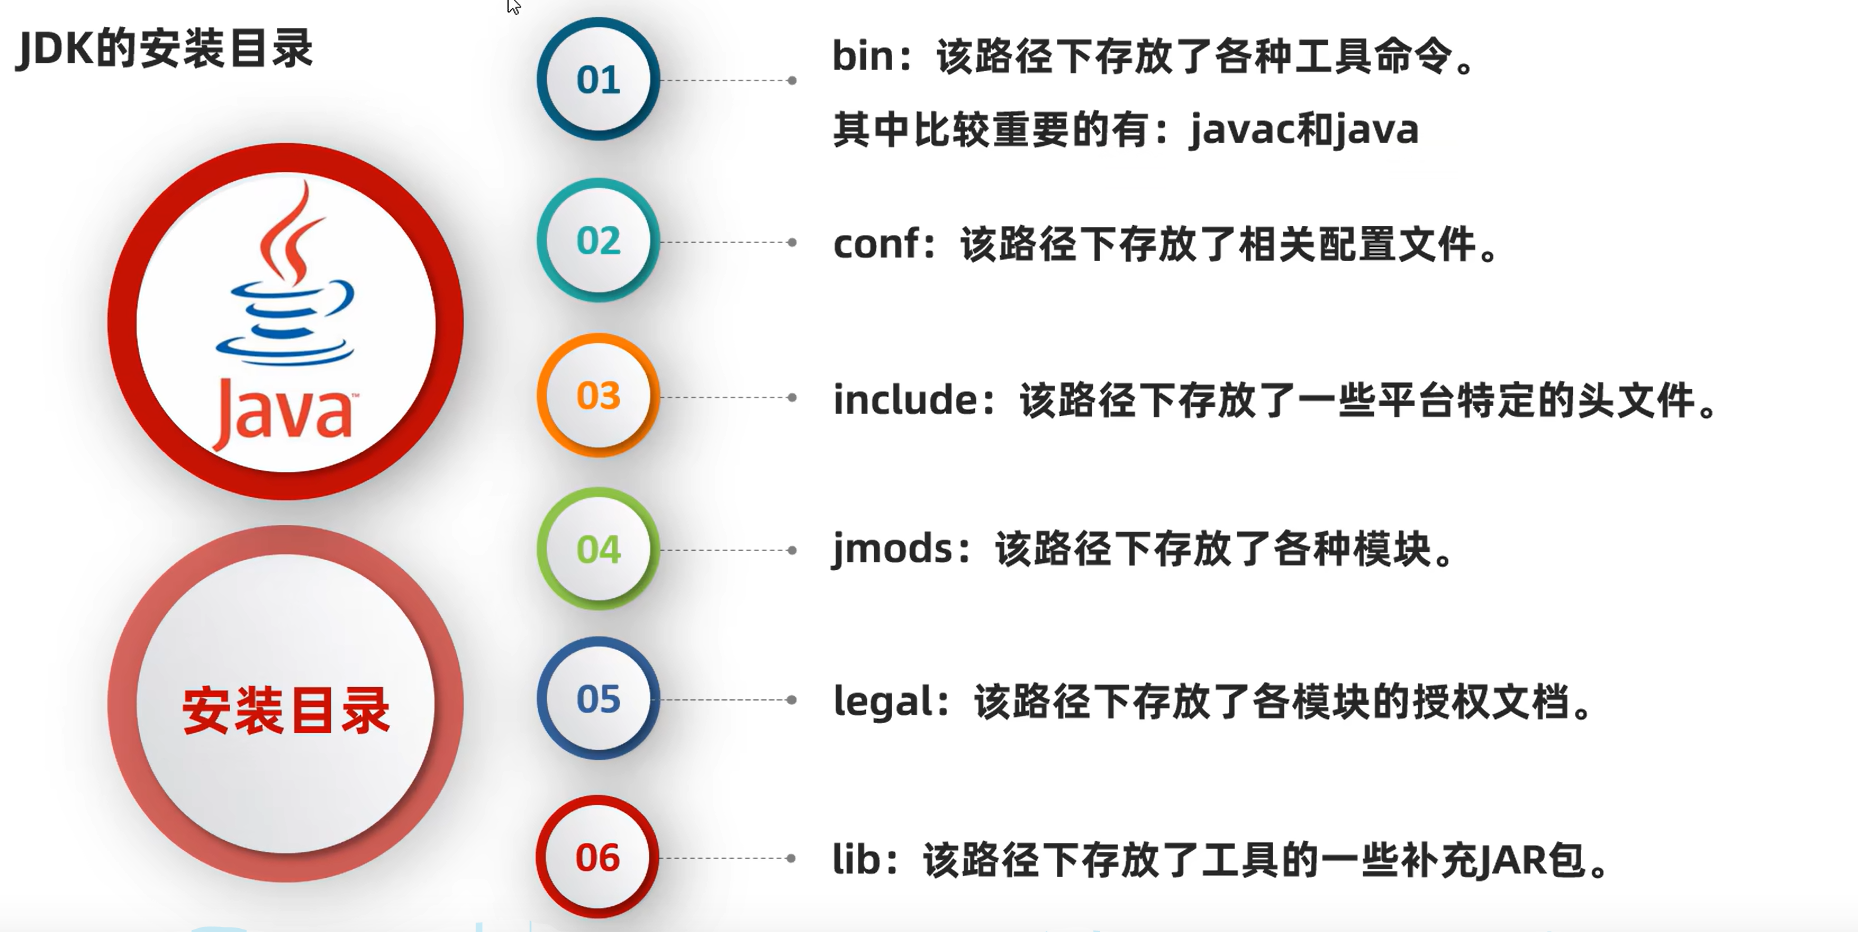 JDK的安装目录
Java™
安装目录
01
bin：该路径下存放了各种工具命令。
其中比较重要的有：javac和java
02
conf：该路径下存放了相关配置文件。
03
include：该路径下存放了一些平台特定的头文件。
04
jmods：该路径下存放了各种模块。
05
legal：该路径下存放了各模块的授权文档。
06
lib：该路径下存放了工具的一些补充JAR包。